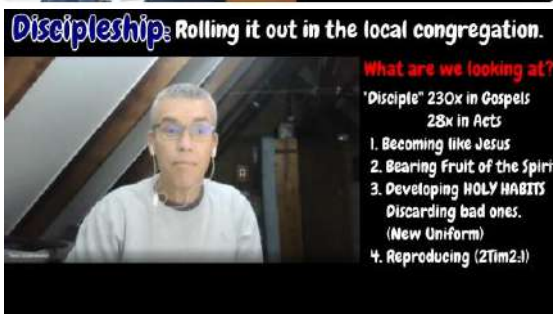 Discipleship: Rolling it out in the local congregation.
What are we looking at?
"Disciple" 230x in Gospels
28x in Acts
1. Becoming like Jesus
2. Bearing Fruit of the Spiri
3. Developing HOLY HABITS
Discarding bad ones.
(New Uniform)
4. Reproducing (2Tim2:1)